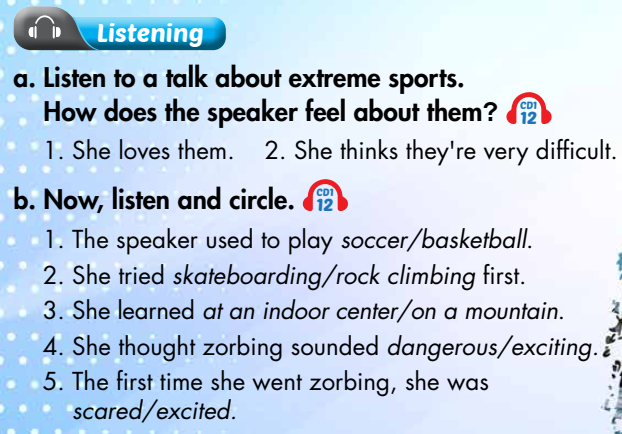 Listening
a. Listen to a talk about extreme sports.
How does the speaker feel about them? CD1 12
1. She loves them. 2. She thinks they're very difficult.
b. Now, listen and circle. CD1 12
1. The speaker used to play soccer/basketball.
2. She tried skateboarding/rock climbing first.
3. She learned at an indoor center/on a mountain.
4. She thought zorbing sounded dangerous/exciting.
5. The first time she went zorbing, she was
scared/excited.